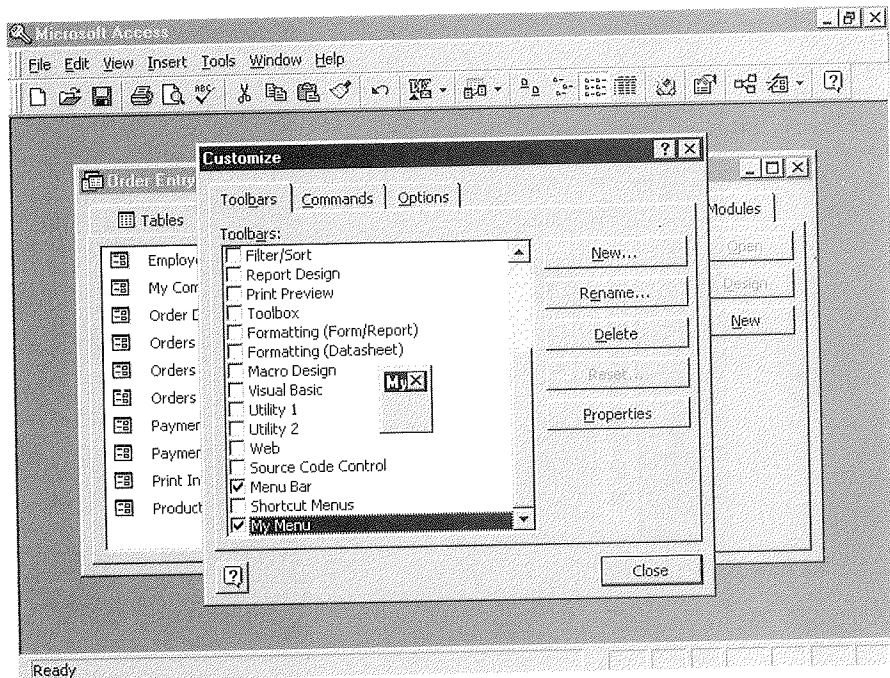 Microsoft Access
File Edit View Insert Tools Window Help
ABC
Order Entry
Customize
Tables
Modules
Toolbars
Commands
Options
Toolbars:
Filter/Sort
Report Design
Print Preview
Toolbox
Formatting (Form/Report)
Formatting (Datasheet)
Macro Design
Visual Basic
Utility 1
Utility 2
Web
Source Code Control
Menu Bar
Shortcut Menus
My Menu
My
New...
Rename...
Delete
Reset...
Properties
Close
Open
Design
New
Employe
My Com
Order D
Orders
Orders
Orders
Paymer
Paymer
Print In
Product
Ready